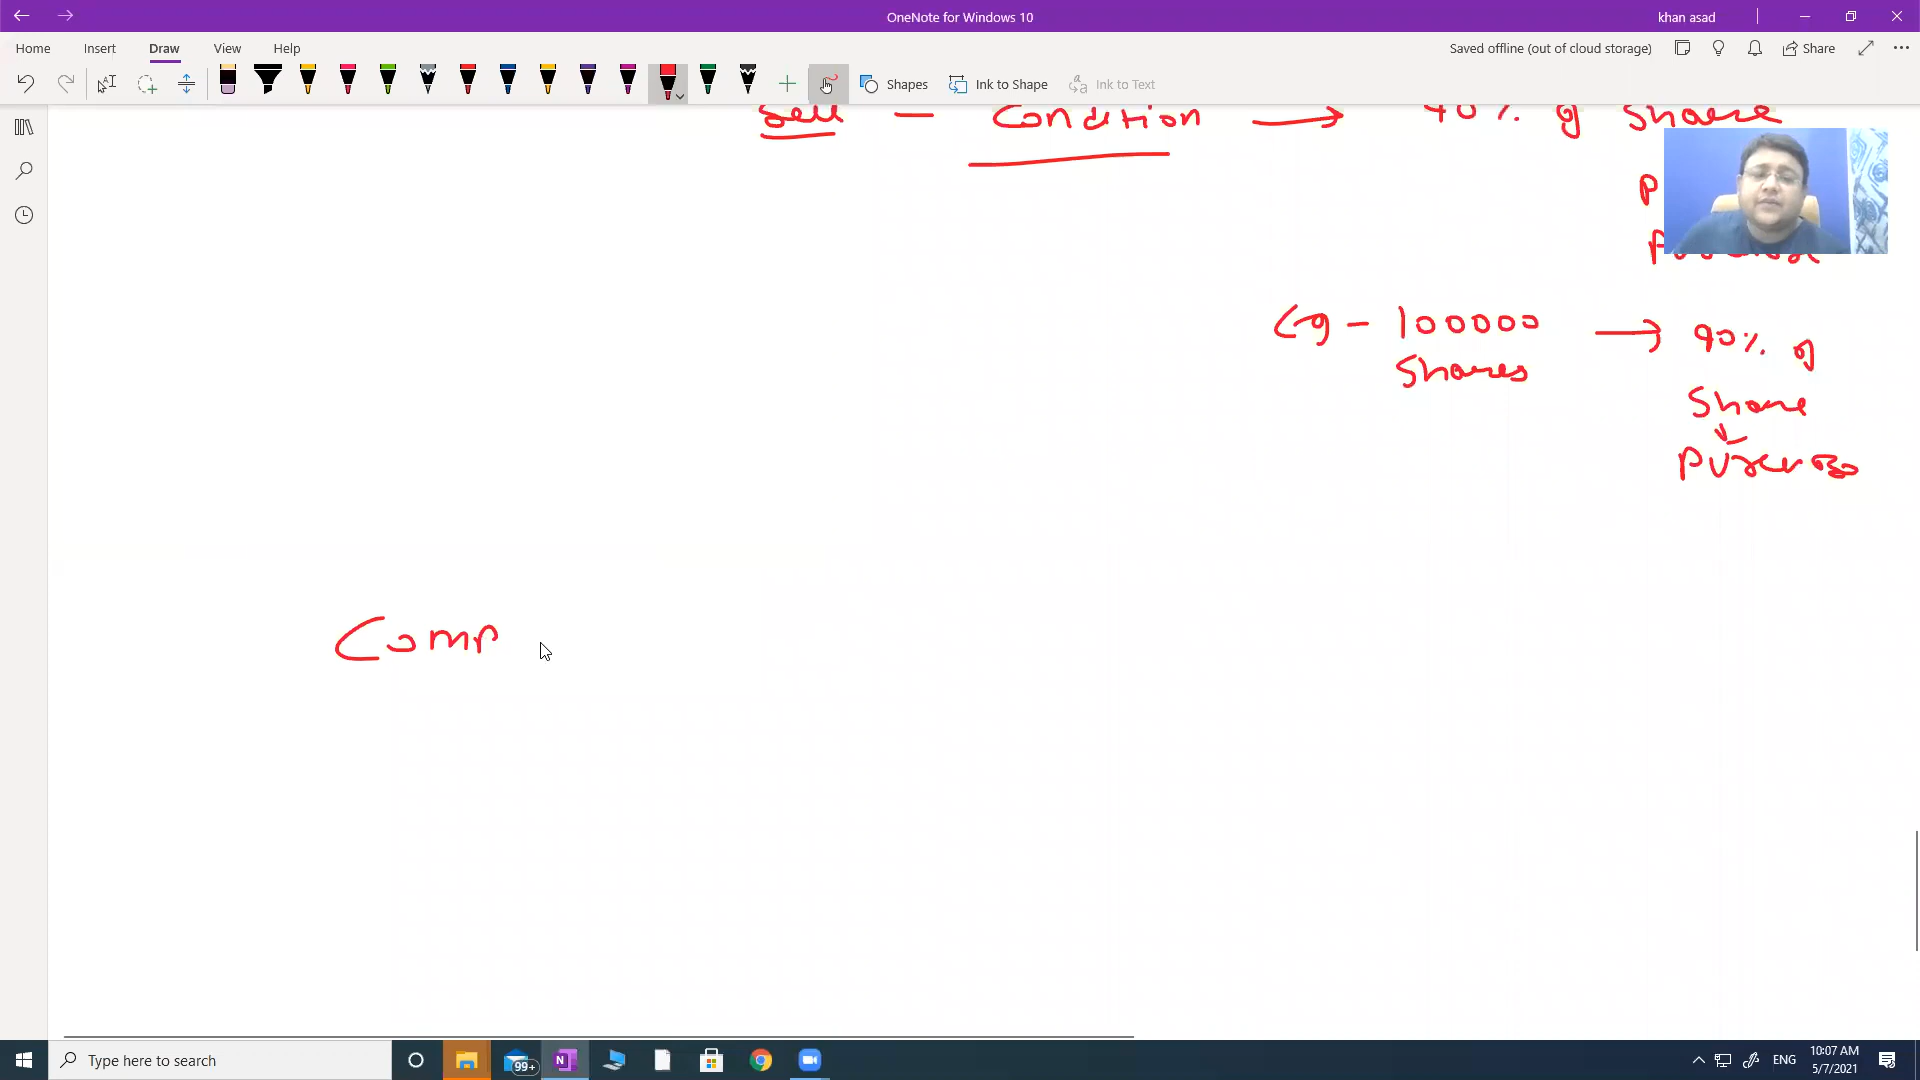 OneNote for Windows 10
khan asad
Home Insert Draw View Help
Saved offline (out of cloud storage)
Share
Shapes
Ink to Shape
Ink to Text
Sell — Condition → 90% of Share
P
Eg - 100000 → 90% of
Shares
Share
Comp
Type here to search
99+
ENG
10:07 AM
5/7/2021